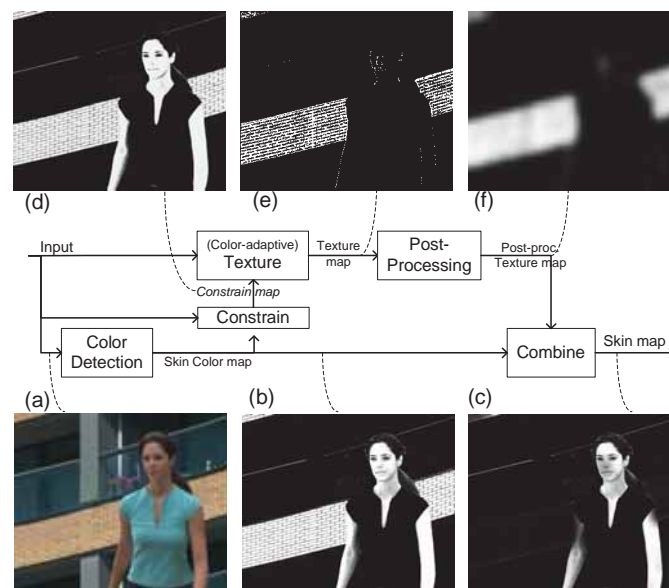 (d)
(e)
(f)
Input
(Color-adaptive)
Texture
Texture
map
Post-
Processing
Post-proc.
Texture map
Constrain map
Constrain
Color
Detection
Skin Color map
Combine
Skin map
(a)
(b)
(c)